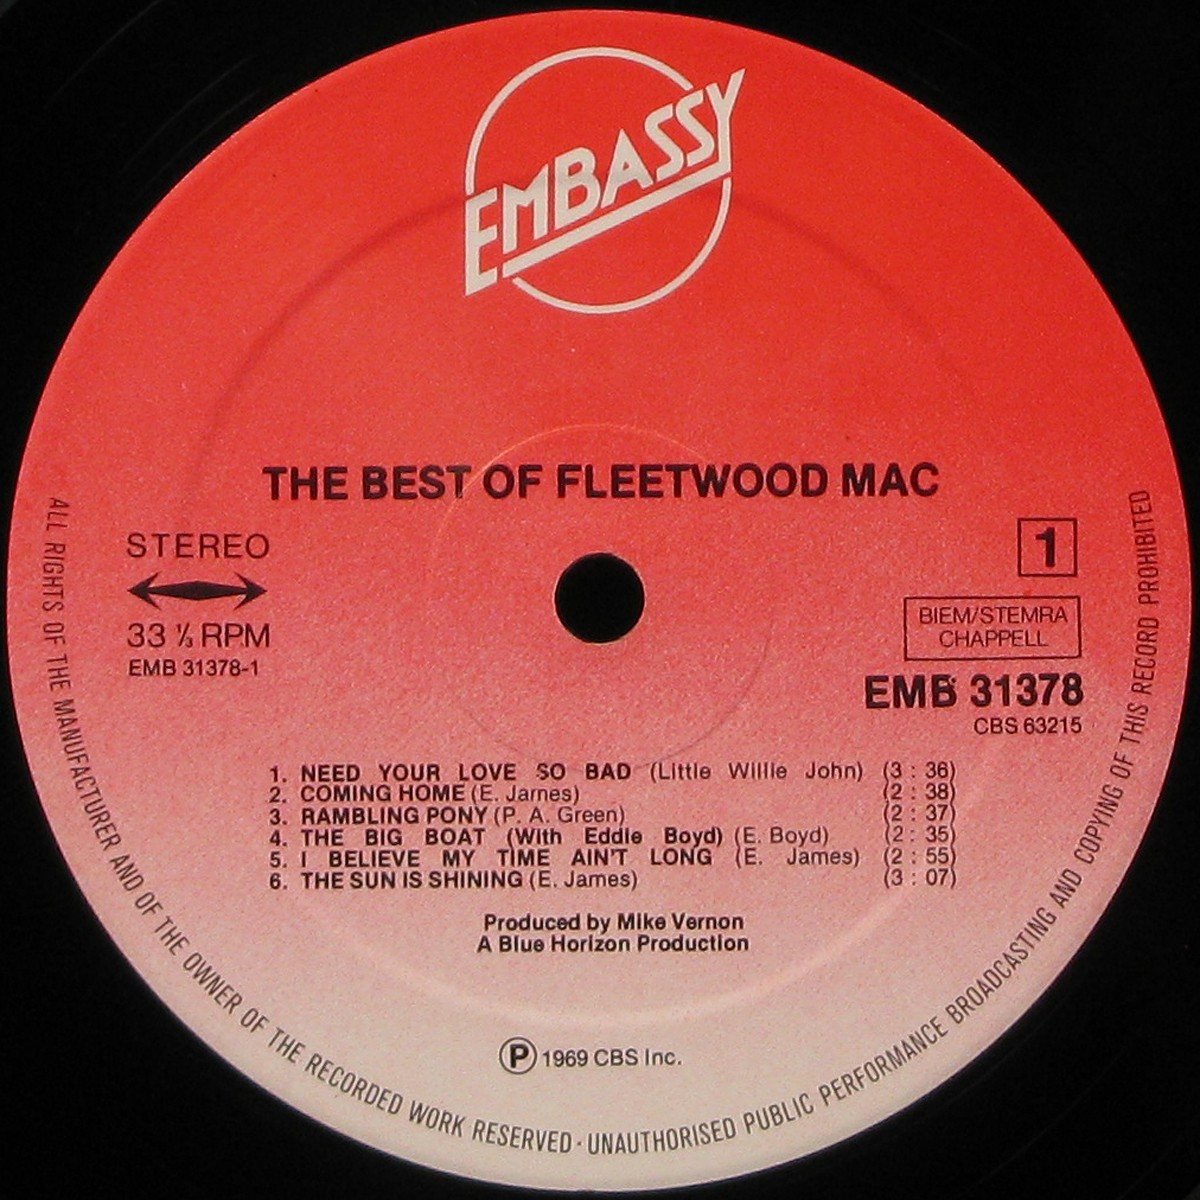 EMBASSY
THE BEST OF FLEETWOOD MAC
STEREO
33 ⅓ RPM
EMB 31378-1
1
BIEM/STEMRA
CHAPPELL
EMB 31378
CBS 63215
1. NEED YOUR LOVE SO BAD (Little Willie John) (3 : 36)
2. COMING HOME (E. James) (2 : 38)
3. RAMBLING PONY (P. A. Green) (2 : 37)
4. THE BIG BOAT (With Eddie Boyd) (E. Boyd) (2 : 35)
5. I BELIEVE MY TIME AIN'T LONG (E. James) (2 : 55)
6. THE SUN IS SHINING (E. James) (3 : 07)
Produced by Mike Vernon
A Blue Horizon Production
℗ 1969 CBS Inc.
ALL RIGHTS OF THE MANUFACTURER AND OF THE OWNER OF THE RECORDED WORK RESERVED · UNAUTHORISED PUBLIC PERFORMANCE BROADCASTING AND COPYING OF THIS RECORD PROHIBITED